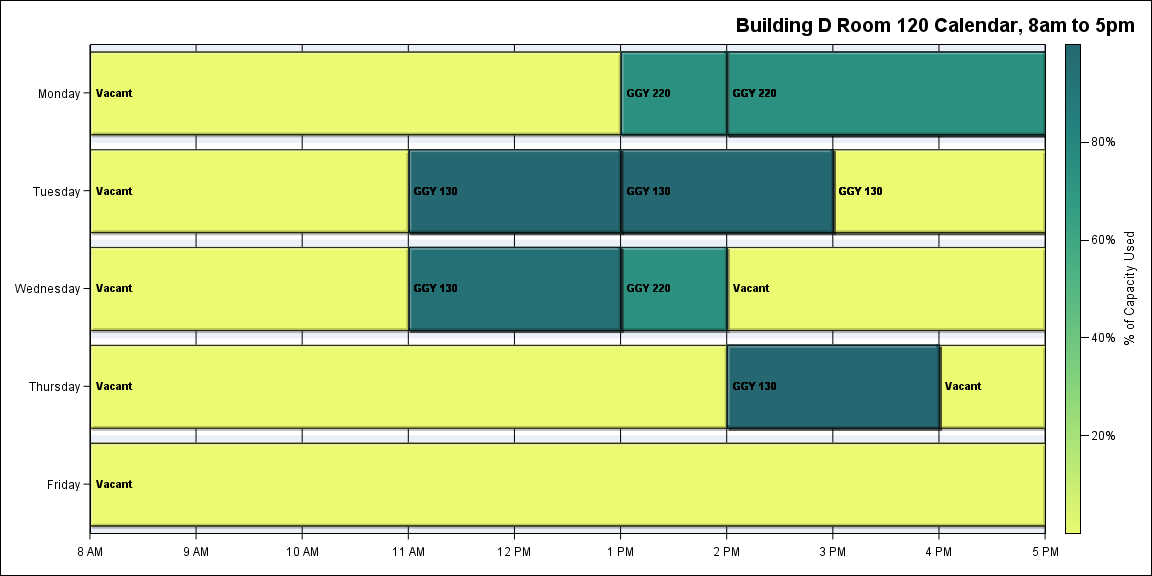 Building D Room 120 Calendar, 8am to 5pm
Monday
Vacant
GGY 220
GGY 220
Tuesday
Vacant
GGY 130
GGY 130
GGY 130
Wednesday
Vacant
GGY 130
GGY 220
Vacant
Thursday
Vacant
GGY 130
Vacant
Friday
Vacant
8 AM
9 AM
10 AM
11 AM
12 PM
1 PM
2 PM
3 PM
4 PM
5 PM
80%
60%
40%
20%
% of Capacity Used